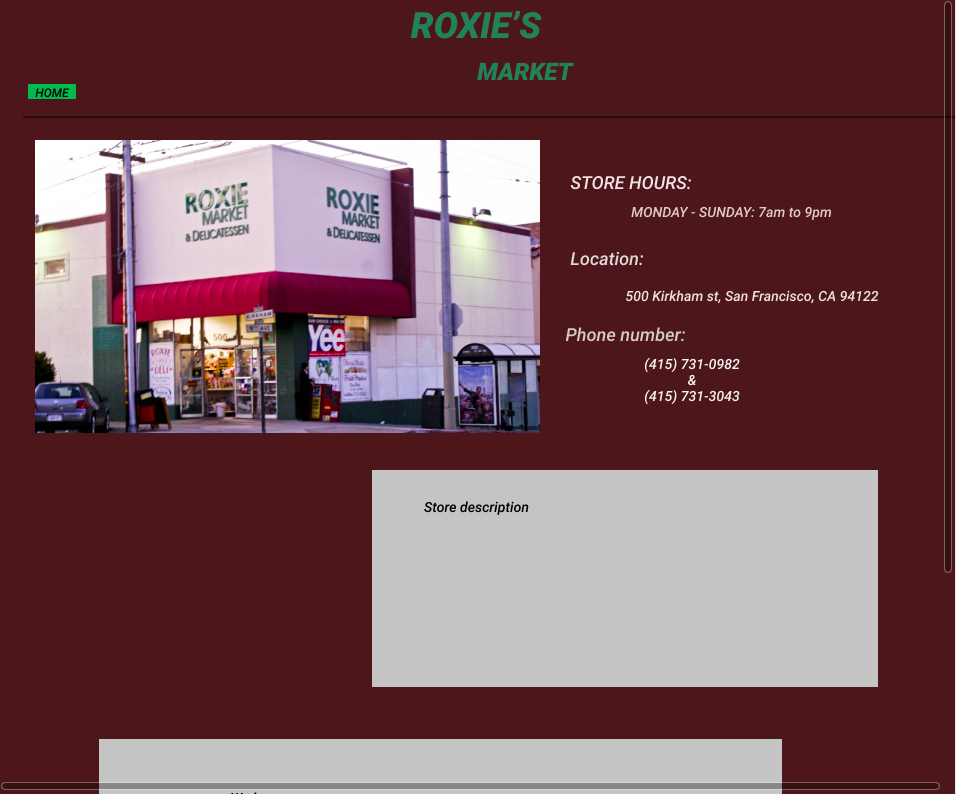 ROXIE'S
MARKET
HOME
ROXIE
MARKET
& DELICATESSEN
ROXIE
MARKET
& DELICATESSEN
KIRKHAM
500
Yee
ROXIE
DELI
STORE HOURS:
MONDAY - SUNDAY: 7am to 9pm
Location:
500 Kirkham st, San Francisco, CA 94122
Phone number:
(415) 731-0982
&
(415) 731-3043
Store description